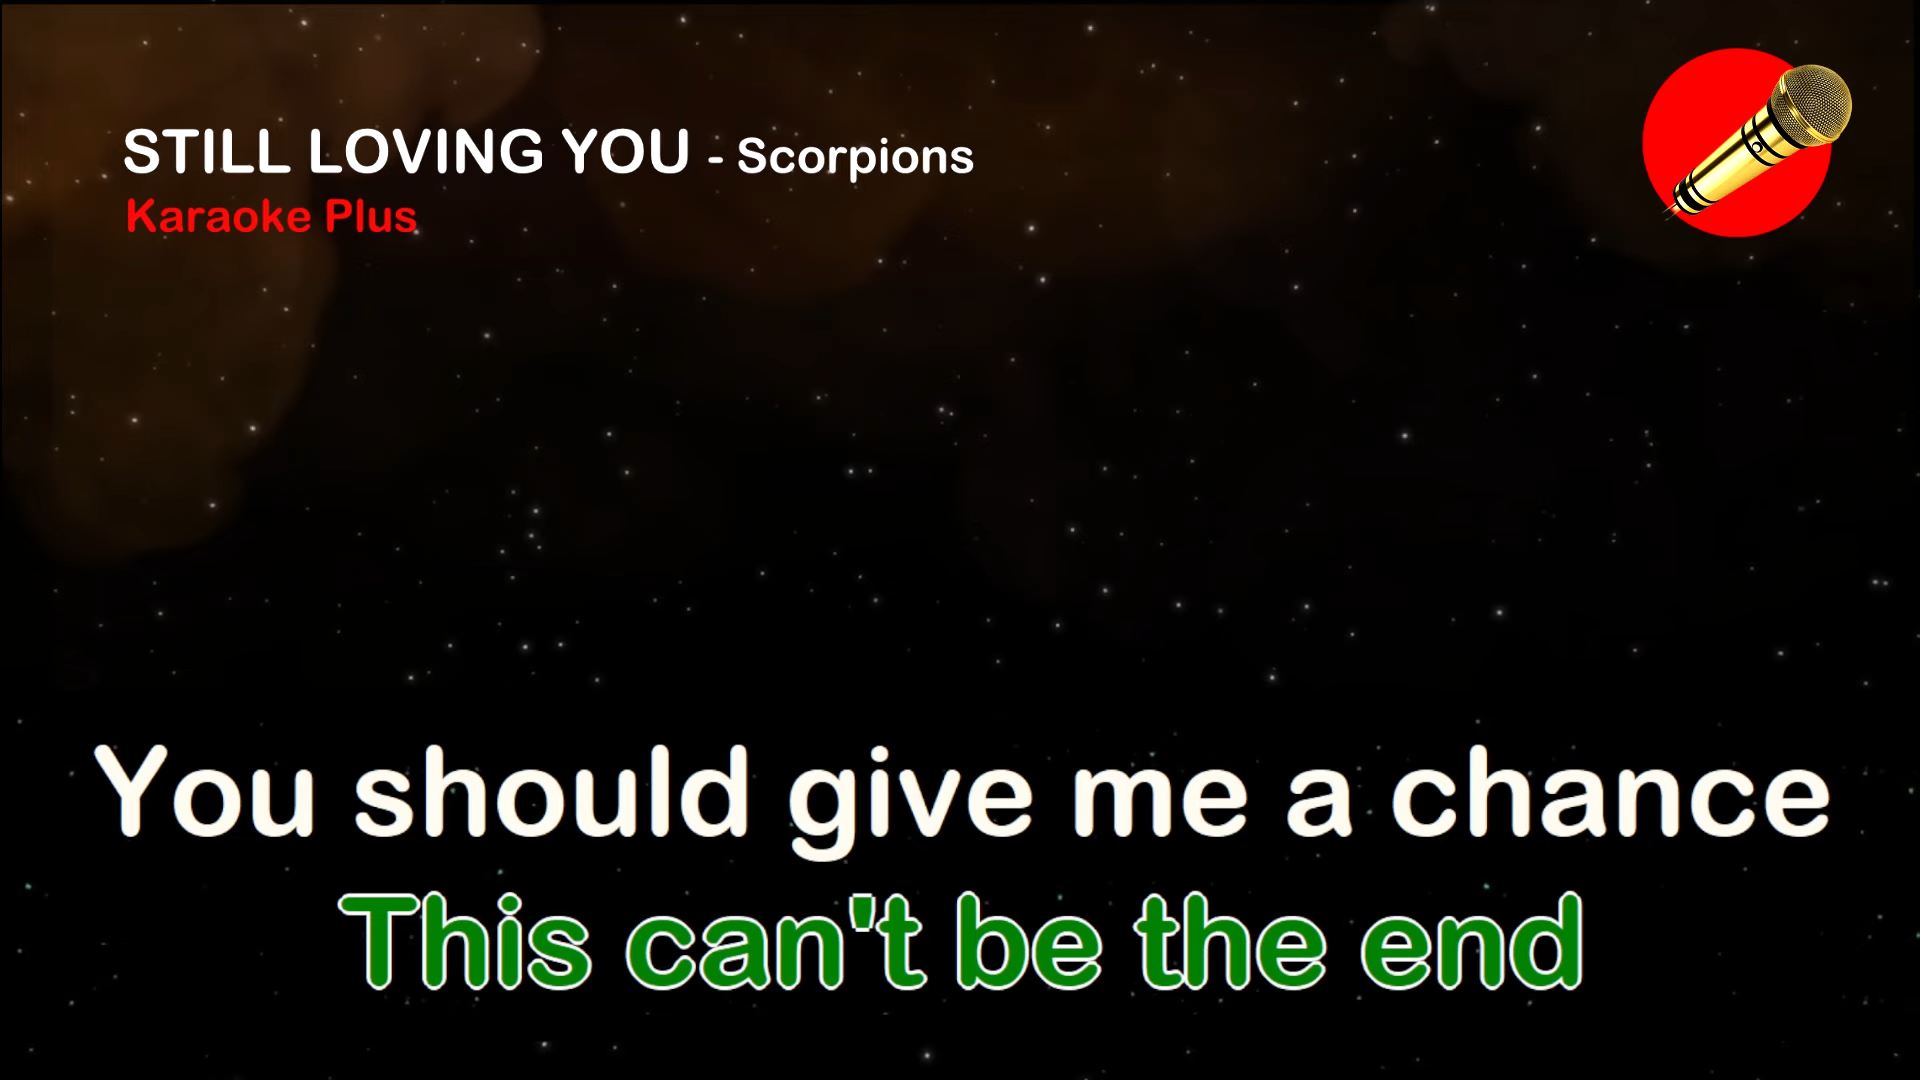 STILL LOVING YOU - Scorpions
Karaoke Plus
You should give me a chance
This can't be the end